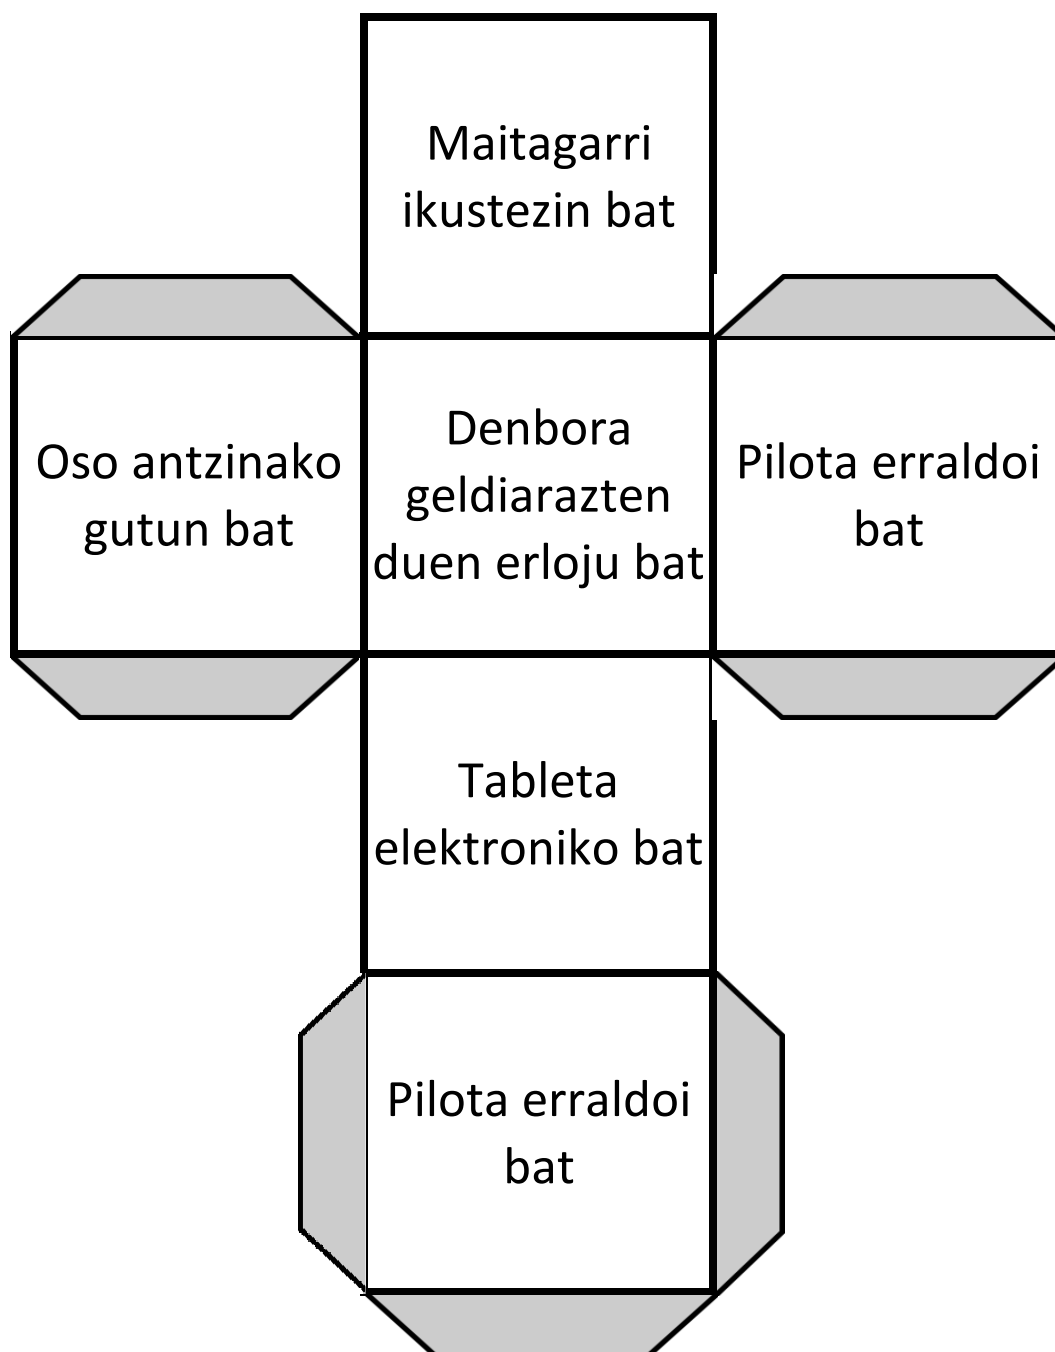 Maitagarri
ikustezin bat
Oso antzinako
gutun bat
Denbora
geldiarazten
duen erloju bat
Pilota erraldoi
bat
Tableta
elektroniko bat
Pilota erraldoi
bat